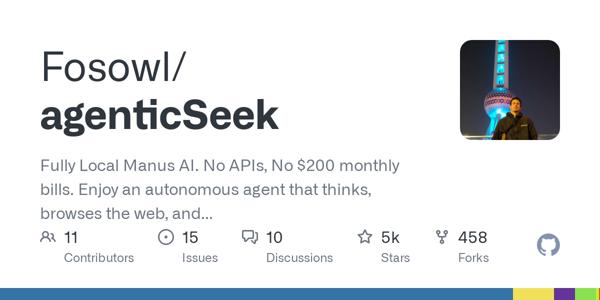 Fosowl/
agenticSeek
Fully Local Manus AI. No APIs, No $200 monthly
bills. Enjoy an autonomous agent that thinks,
browses the web, and...
11 15 10 5k 458
Contributors Issues Discussions Stars Forks